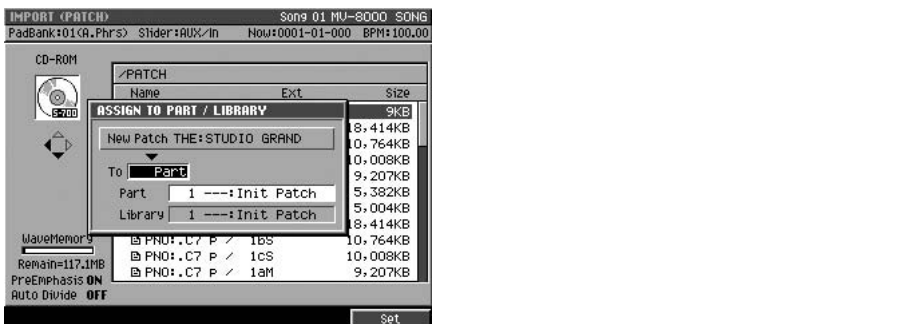 IMPORT (PATCH) Song 01 MV-8000 SONG
PadBank:01(A.Phrs) Slider:AUX/In Now:0001-01-000 BPM:100.00
CD-ROM
S-700
/PATCH
Name Ext Size
9KB
18,414KB
10,764KB
10,008KB
9,207KB
5,382KB
5,004KB
18,414KB
ASSIGN TO PART / LIBRARY
New Patch THE:STUDIO GRAND
To Part
Part 1 ---:Init Patch
Library 1 ---:Init Patch
PNO:.C7 P / 1bS 10,764KB
PNO:.C7 P / 1cS 10,008KB
PNO:.C7 P / 1aM 9,207KB
WaveMemory
Remain=117.1MB
PreEmphasis ON
Auto Divide OFF
Set